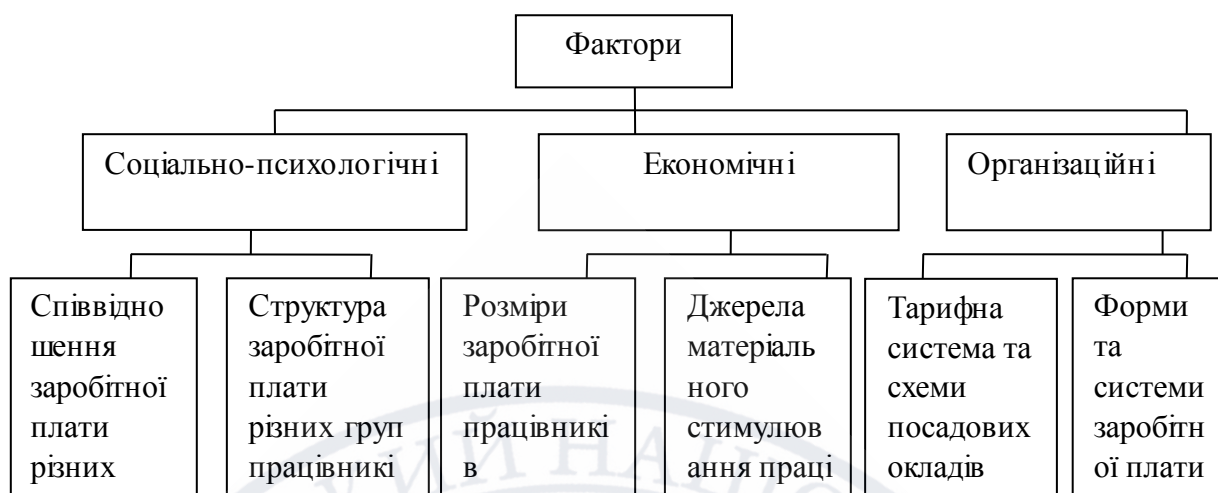 Фактори
Соціально-психологічні
Економічні
Організаційні
Співвідно
шення
заробітної
плати
різних
Структура
заробітної
плати
різних груп
працівникі
Розміри
заробітної
плати
працівникі
в
Джерела
матеріаль
ного
стимулюв
ання праці
Тарифна
система та
схеми
посадових
окладів
Форми
та
системи
заробітн
ої плати